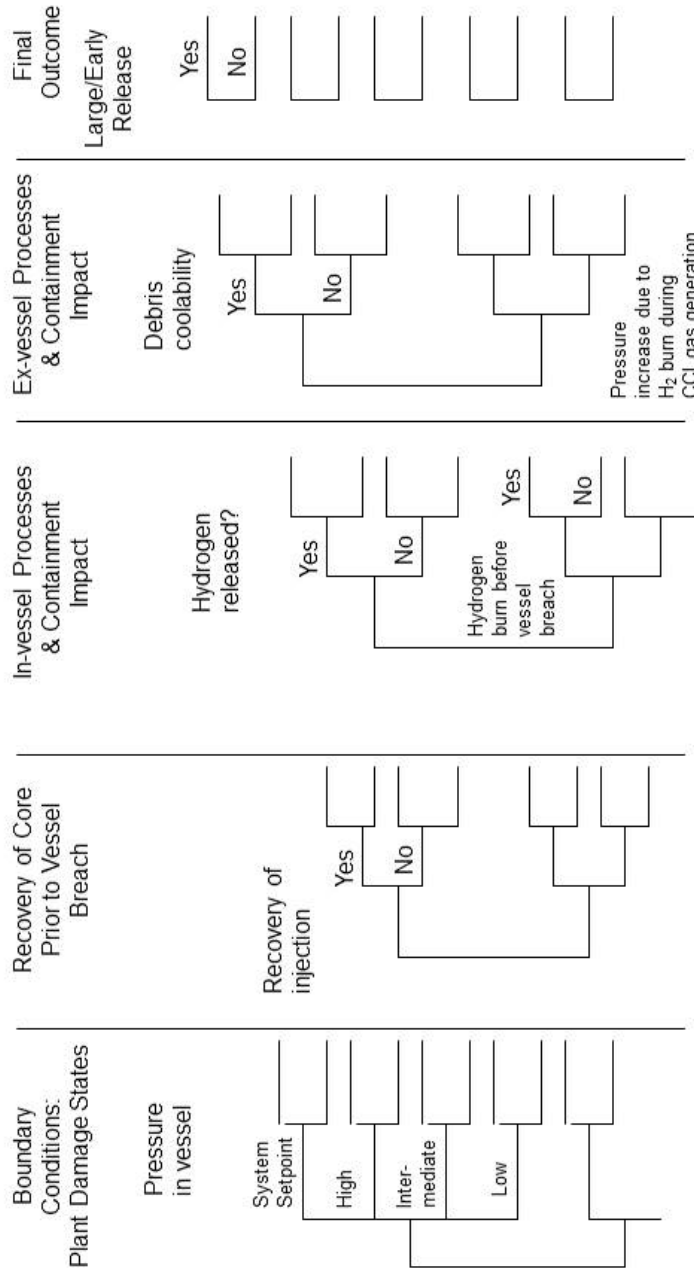 Boundary
Conditions:
Plant Damage States
Pressure
in vessel
System
Setpoint
High
Inter-
mediate
Low
Recovery of Core
Prior to Vessel
Breach
Recovery of
injection
Yes
No
In-vessel Processes
& Containment
Impact
Hydrogen
released?
Yes
No
Hydrogen
burn before
vessel
breach
Yes
No
Ex-vessel Processes
& Containment
Impact
Debris
coolability
Yes
No
Pressure
increase due to
H₂ burn during
CCI gas generation
Final
Outcome
Large/Early
Release
Yes
No